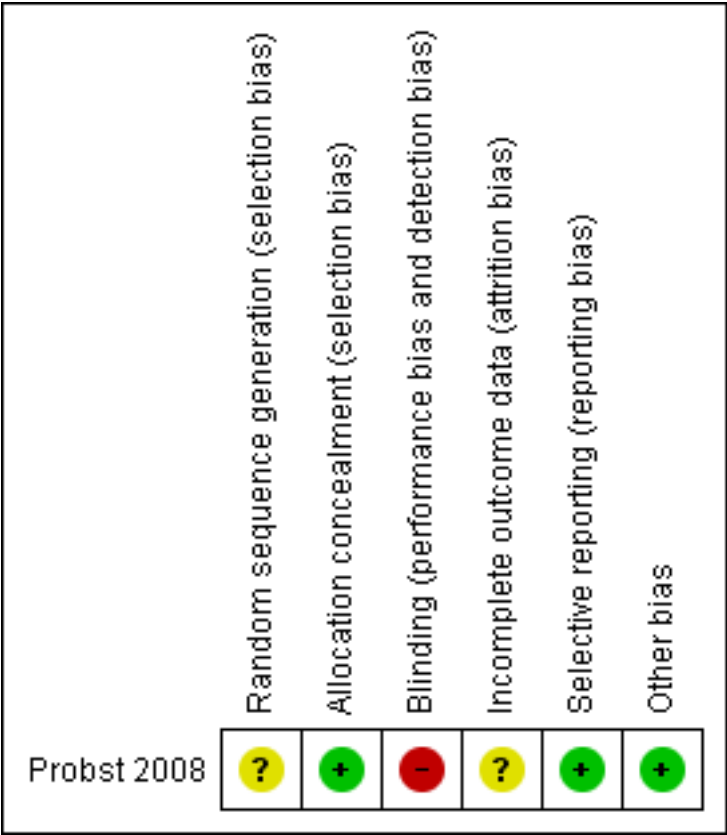 Random sequence generation (selection bias)
Allocation concealment (selection bias)
Blinding (performance bias and detection bias)
Incomplete outcome data (attrition bias)
Selective reporting (reporting bias)
Other bias
Probst 2008 ? + - ? + +